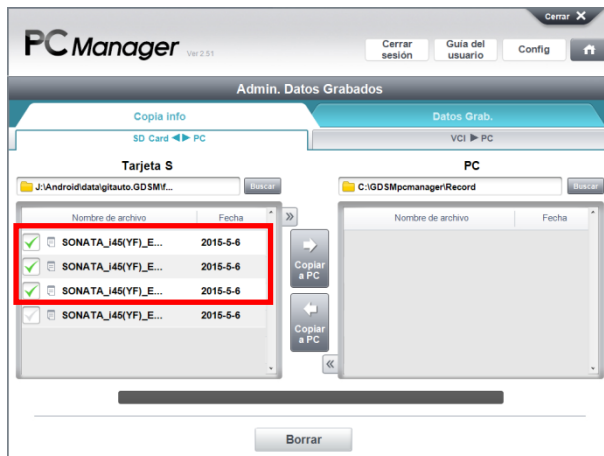 Cerrar X
PC Manager Ver 2.51
Cerrar sesión
Guía del usuario
Config
Admin. Datos Grabados
Copia info
Datos Grab.
SD Card ◀▶ PC
VCI ▶ PC
Tarjeta S
PC
J:\Android\data\gitauto.GDSM\f...
Buscar
C:\GDSMpcmanager\Record
Buscar
Nombre de archivo Fecha
Nombre de archivo Fecha
SONATA_i45(YF)_E... 2015-5-6
SONATA_i45(YF)_E... 2015-5-6
SONATA_i45(YF)_E... 2015-5-6
SONATA_i45(YF)_E... 2015-5-6
Copiar
a PC
Copiar
a PC
Borrar